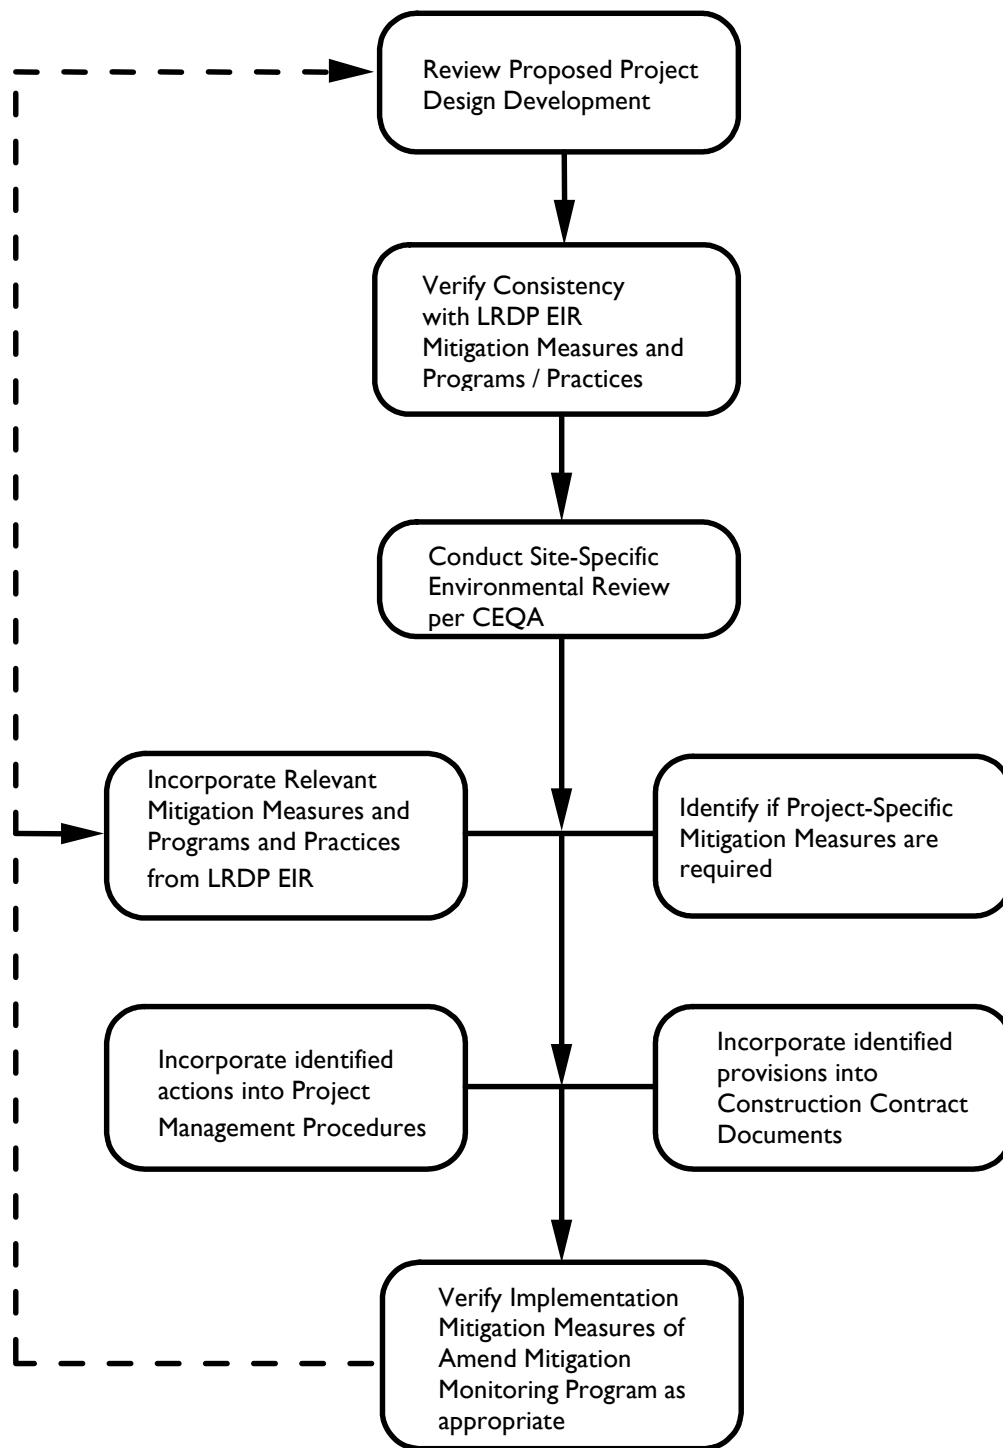 Review Proposed Project
Design Development
Verify Consistency
with LRDP EIR
Mitigation Measures and
Programs / Practices
Conduct Site-Specific
Environmental Review
per CEQA
Incorporate Relevant
Mitigation Measures and
Programs and Practices
from LRDP EIR
Identify if Project-Specific
Mitigation Measures are
required
Incorporate identified
actions into Project
Management Procedures
Incorporate identified
provisions into
Construction Contract
Documents
Verify Implementation
Mitigation Measures of
Amend Mitigation
Monitoring Program as
appropriate